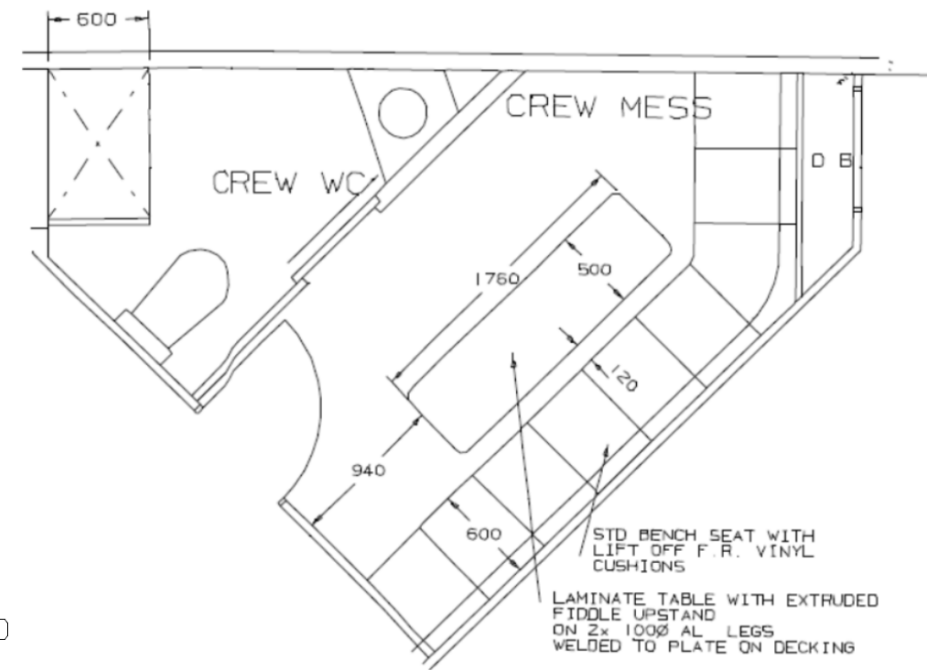 600
CREW MESS
CREW WC
D B
500
1760
120
940
600
STD BENCH SEAT WITH
LIFT OFF F.R. VINYL
CUSHIONS
LAMINATE TABLE WITH EXTRUDED
FIDDLE UPSTAND
ON 2x 100Ø AL LEGS
WELDED TO PLATE ON DECKING